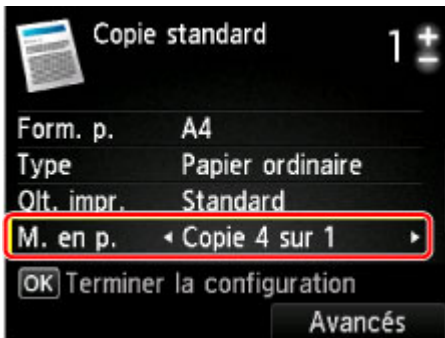 Copie standard
1
Form. p. A4
Type Papier ordinaire
Qlt. impr. Standard
M. en p. Copie 4 sur 1
OK Terminer la configuration
Avancés